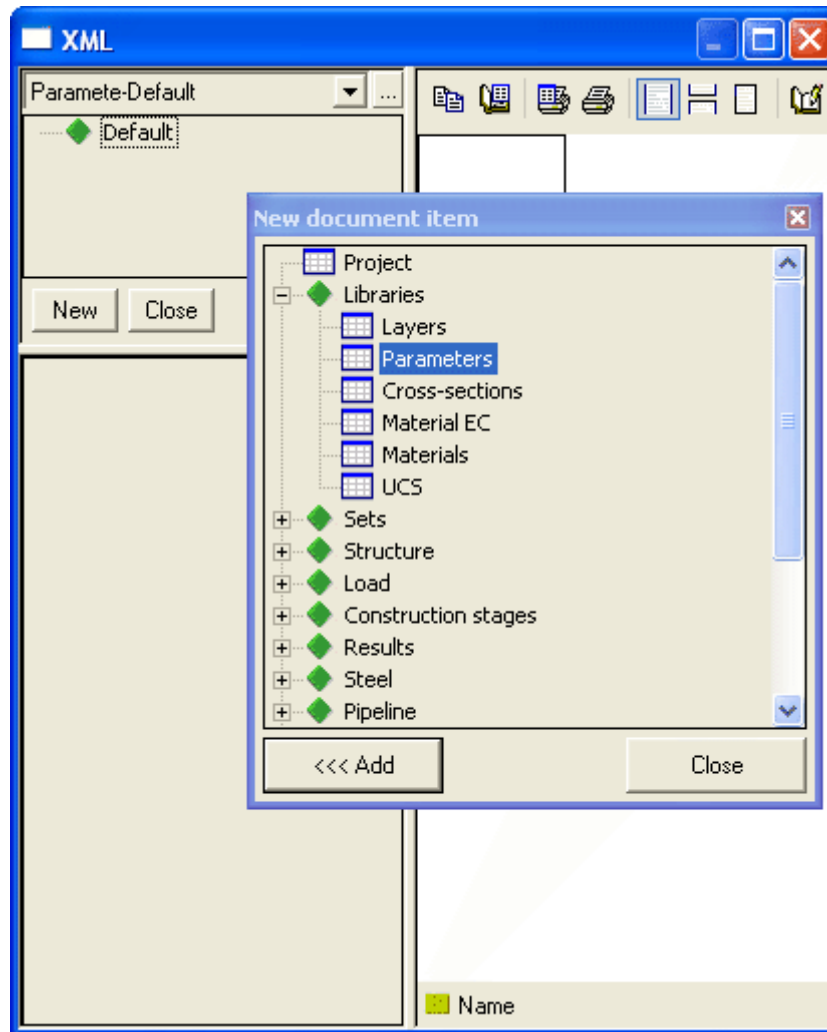 XML
Paramete-Default
...
Default
New Close
New document item
Project
Libraries
Layers
Parameters
Cross-sections
Material EC
Materials
UCS
Sets
Structure
Load
Construction stages
Results
Steel
Pipeline
<<< Add
Close
Name